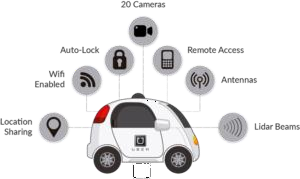 20 Cameras
Auto-Lock
Remote Access
Wifi
Enabled
Antennas
Location
Sharing
Lidar Beams
UBER